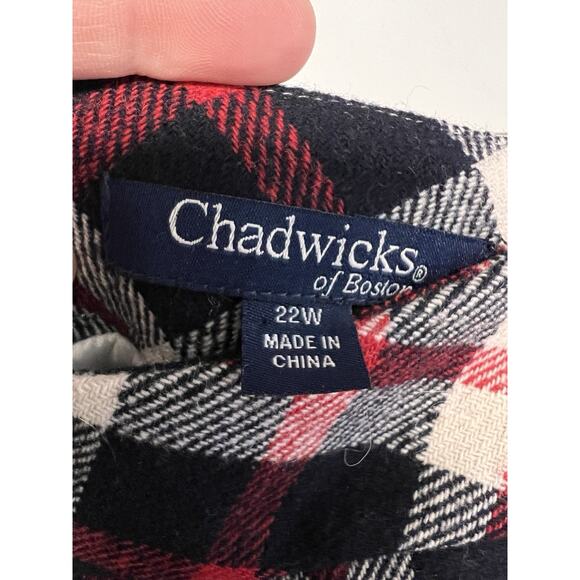 Chadwicks®
of Boston
22W
MADE IN
CHINA